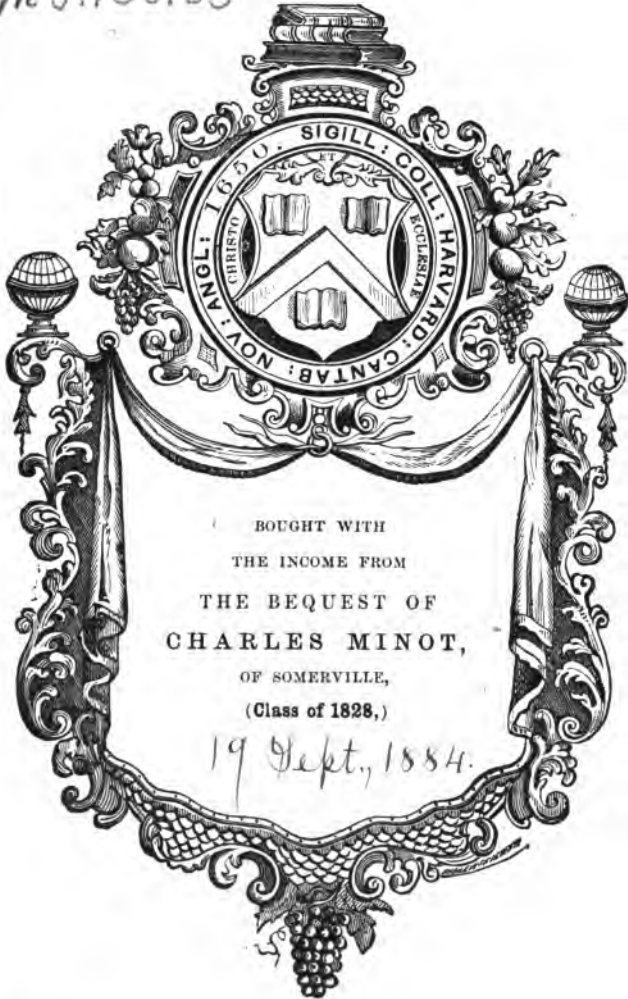 SIGILL: COLL: HARVARD: CANTAB: NOV: ANGL: 1650.
ET
CHRISTO
ECCLESIAE
BOUGHT WITH
THE INCOME FROM
THE BEQUEST OF
CHARLES MINOT,
OF SOMERVILLE,
(Class of 1828,)
19 Sept., 1884.